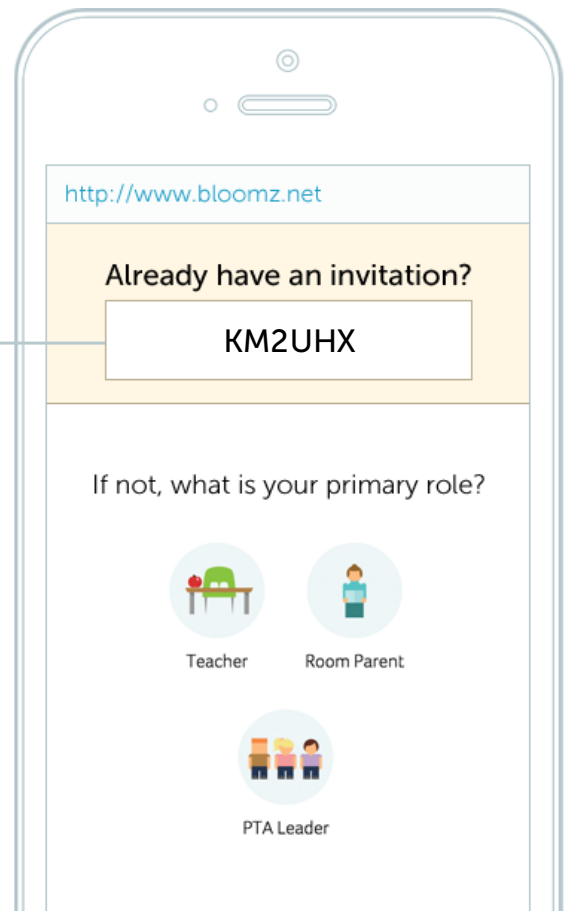 http://www.bloomz.net
Already have an invitation?
KM2UHX
If not, what is your primary role?
Teacher Room Parent
PTA Leader